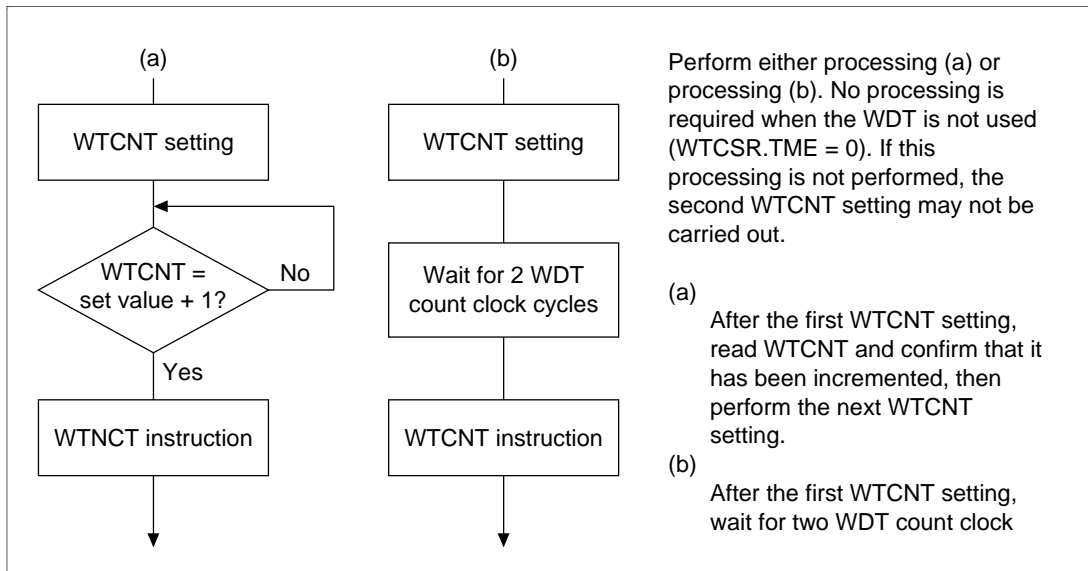 (a)
WTCNT setting
WTCNT =
set value + 1?
No
Yes
WTNCT instruction
(b)
WTCNT setting
Wait for 2 WDT
count clock cycles
WTCNT instruction
Perform either processing (a) or
processing (b). No processing is
required when the WDT is not used
(WTCSR.TME = 0). If this
processing is not performed, the
second WTCNT setting may not be
carried out.
(a)
After the first WTCNT setting,
read WTCNT and confirm that it
has been incremented, then
perform the next WTCNT
setting.
(b)
After the first WTCNT setting,
wait for two WDT count clock